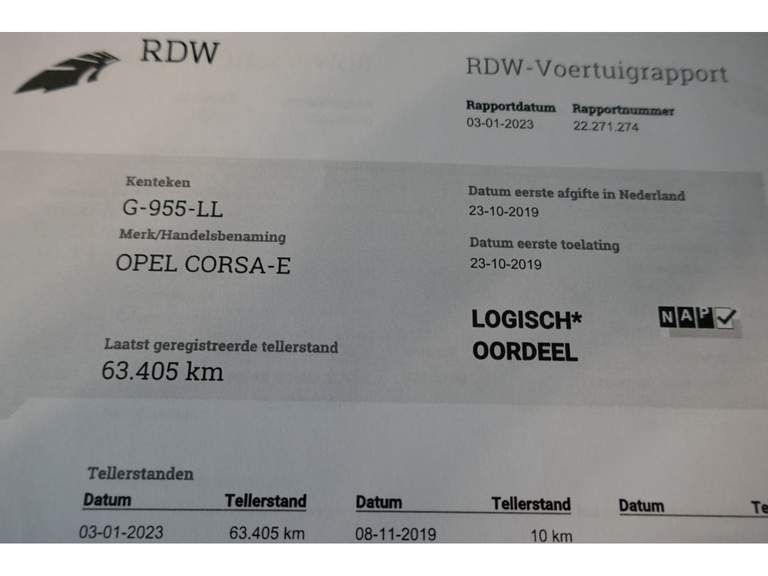 RDW
RDW-Voertuigrapport
Rapportdatum Rapportnummer
03-01-2023 22.271.274
Kenteken
G-955-LL
Merk/Handelsbenaming
OPEL CORSA-E
Laatst geregistreerde tellerstand
63.405 km
Datum eerste afgifte in Nederland
23-10-2019
Datum eerste toelating
23-10-2019
LOGISCH*
OORDEEL
NAP
Tellerstanden
Datum Tellerstand Datum Tellerstand Datum Te
03-01-2023 63.405 km 08-11-2019 10 km